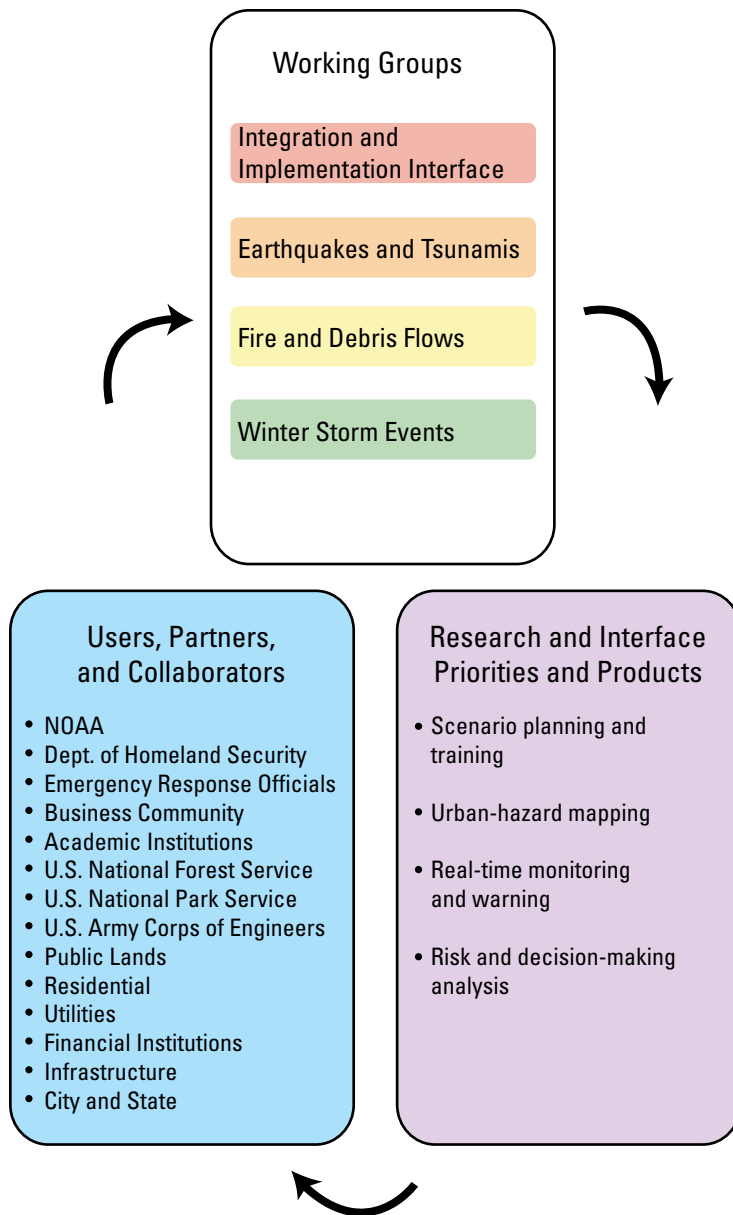 Working Groups
Integration and
Implementation Interface
Earthquakes and Tsunamis
Fire and Debris Flows
Winter Storm Events
Users, Partners,
and Collaborators
• NOAA
• Dept. of Homeland Security
• Emergency Response Officials
• Business Community
• Academic Institutions
• U.S. National Forest Service
• U.S. National Park Service
• U.S. Army Corps of Engineers
• Public Lands
• Residential
• Utilities
• Financial Institutions
• Infrastructure
• City and State
Research and Interface
Priorities and Products
• Scenario planning and
training
• Urban-hazard mapping
• Real-time monitoring
and warning
• Risk and decision-making
analysis